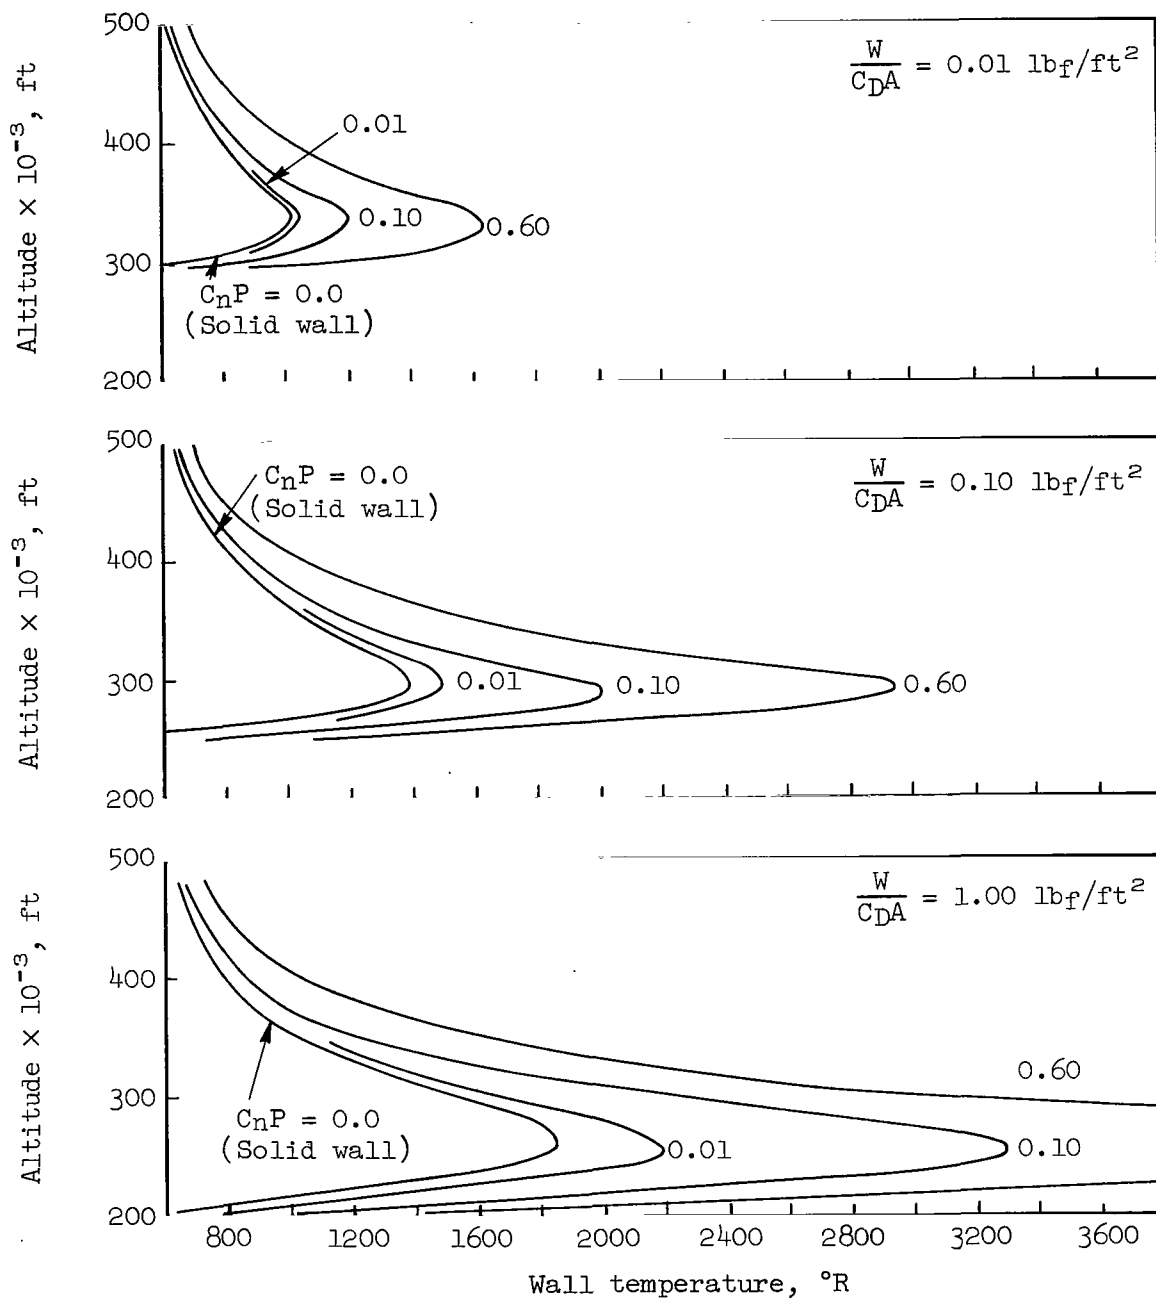 500
400
300
200
Altitude × 10⁻³, ft
W
C_DA = 0.01 lb_f/ft²
0.01
0.10
0.60
C_nP = 0.0
(Solid wall)
500
400
300
200
Altitude × 10⁻³, ft
C_nP = 0.0
(Solid wall)
W
C_DA = 0.10 lb_f/ft²
0.01
0.10
0.60
500
400
300
200
Altitude × 10⁻³, ft
W
C_DA = 1.00 lb_f/ft²
0.60
C_nP = 0.0
(Solid wall)
0.01
0.10
800 1200 1600 2000 2400 2800 3200 3600
Wall temperature, °R